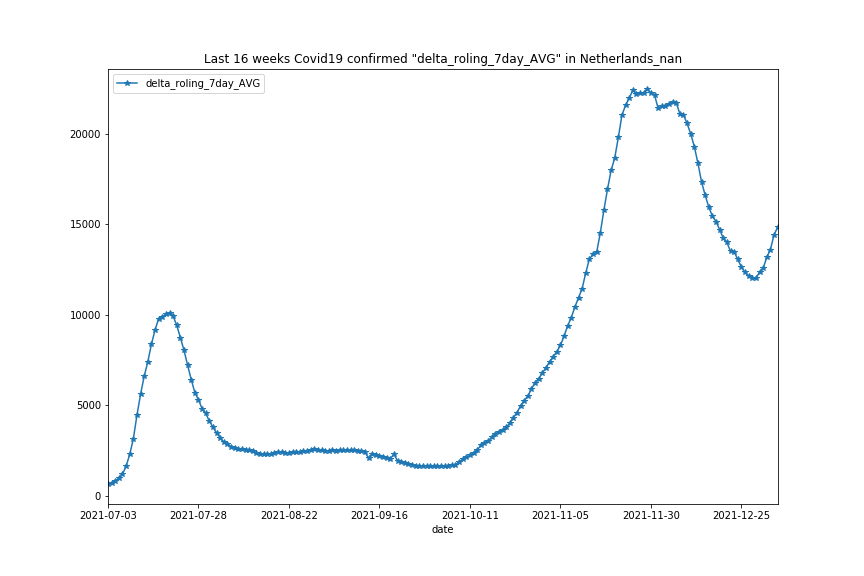 Last 16 weeks Covid19 confirmed "delta_roling_7day_AVG" in Netherlands_nan
delta_roling_7day_AVG
20000
15000
10000
5000
0
2021-07-03 2021-07-28 2021-08-22 2021-09-16 2021-10-11 2021-11-05 2021-11-30 2021-12-25
date